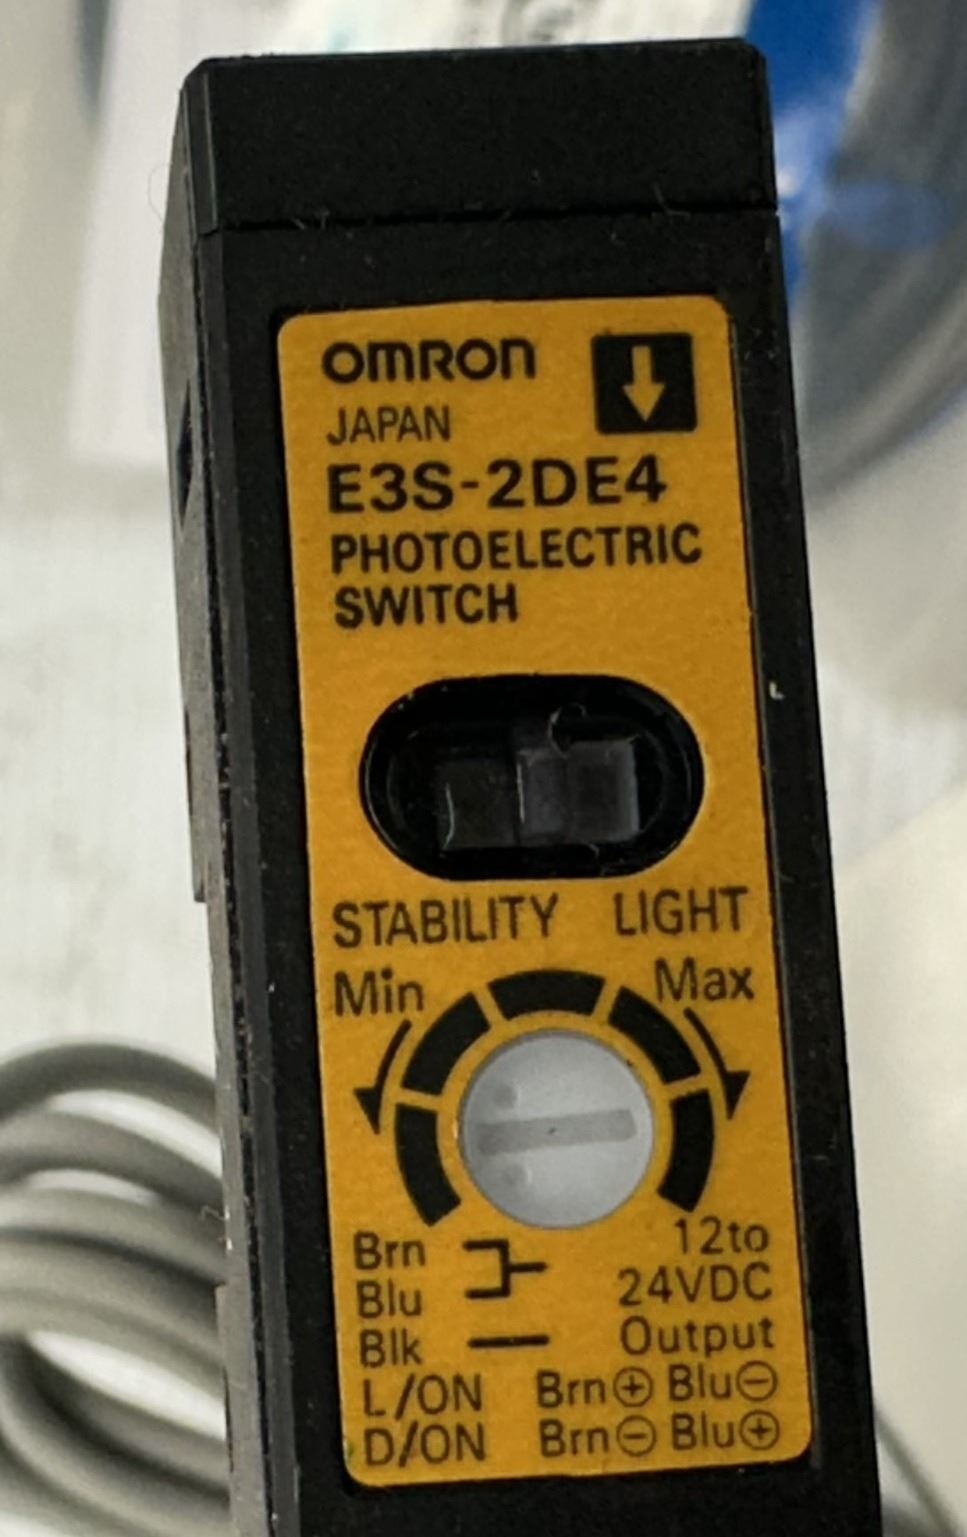 OMRON
JAPAN
E3S-2DE4
PHOTOELECTRIC
SWITCH
STABILITY LIGHT
Min Max
Brn 12to
Blu 24VDC
Blk Output
L/ON Brn⊕ Blu⊖
D/ON Brn⊖ Blu⊕